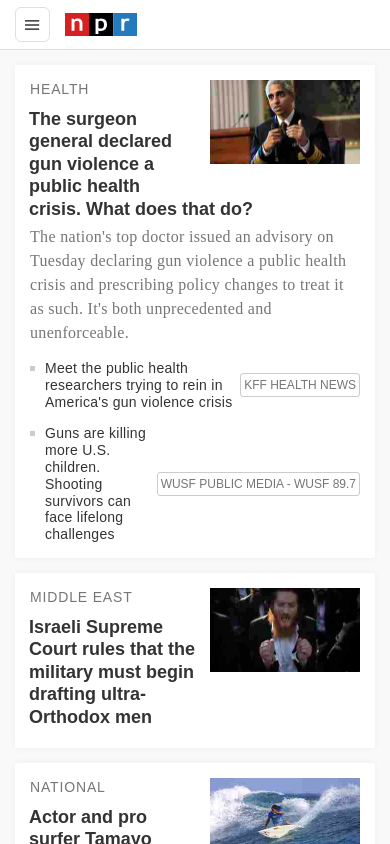 npr
HEALTH
The surgeon
general declared
gun violence a
public health
crisis. What does that do?
The nation's top doctor issued an advisory on
Tuesday declaring gun violence a public health
crisis and prescribing policy changes to treat it
as such. It's both unprecedented and
unenforceable.
Meet the public health
researchers trying to rein in
America's gun violence crisis
KFF HEALTH NEWS
Guns are killing
more U.S.
children.
Shooting
survivors can
face lifelong
challenges
WUSF PUBLIC MEDIA - WUSF 89.7
MIDDLE EAST
Israeli Supreme
Court rules that the
military must begin
drafting ultra-
Orthodox men
NATIONAL
Actor and pro
surfer Tamayo